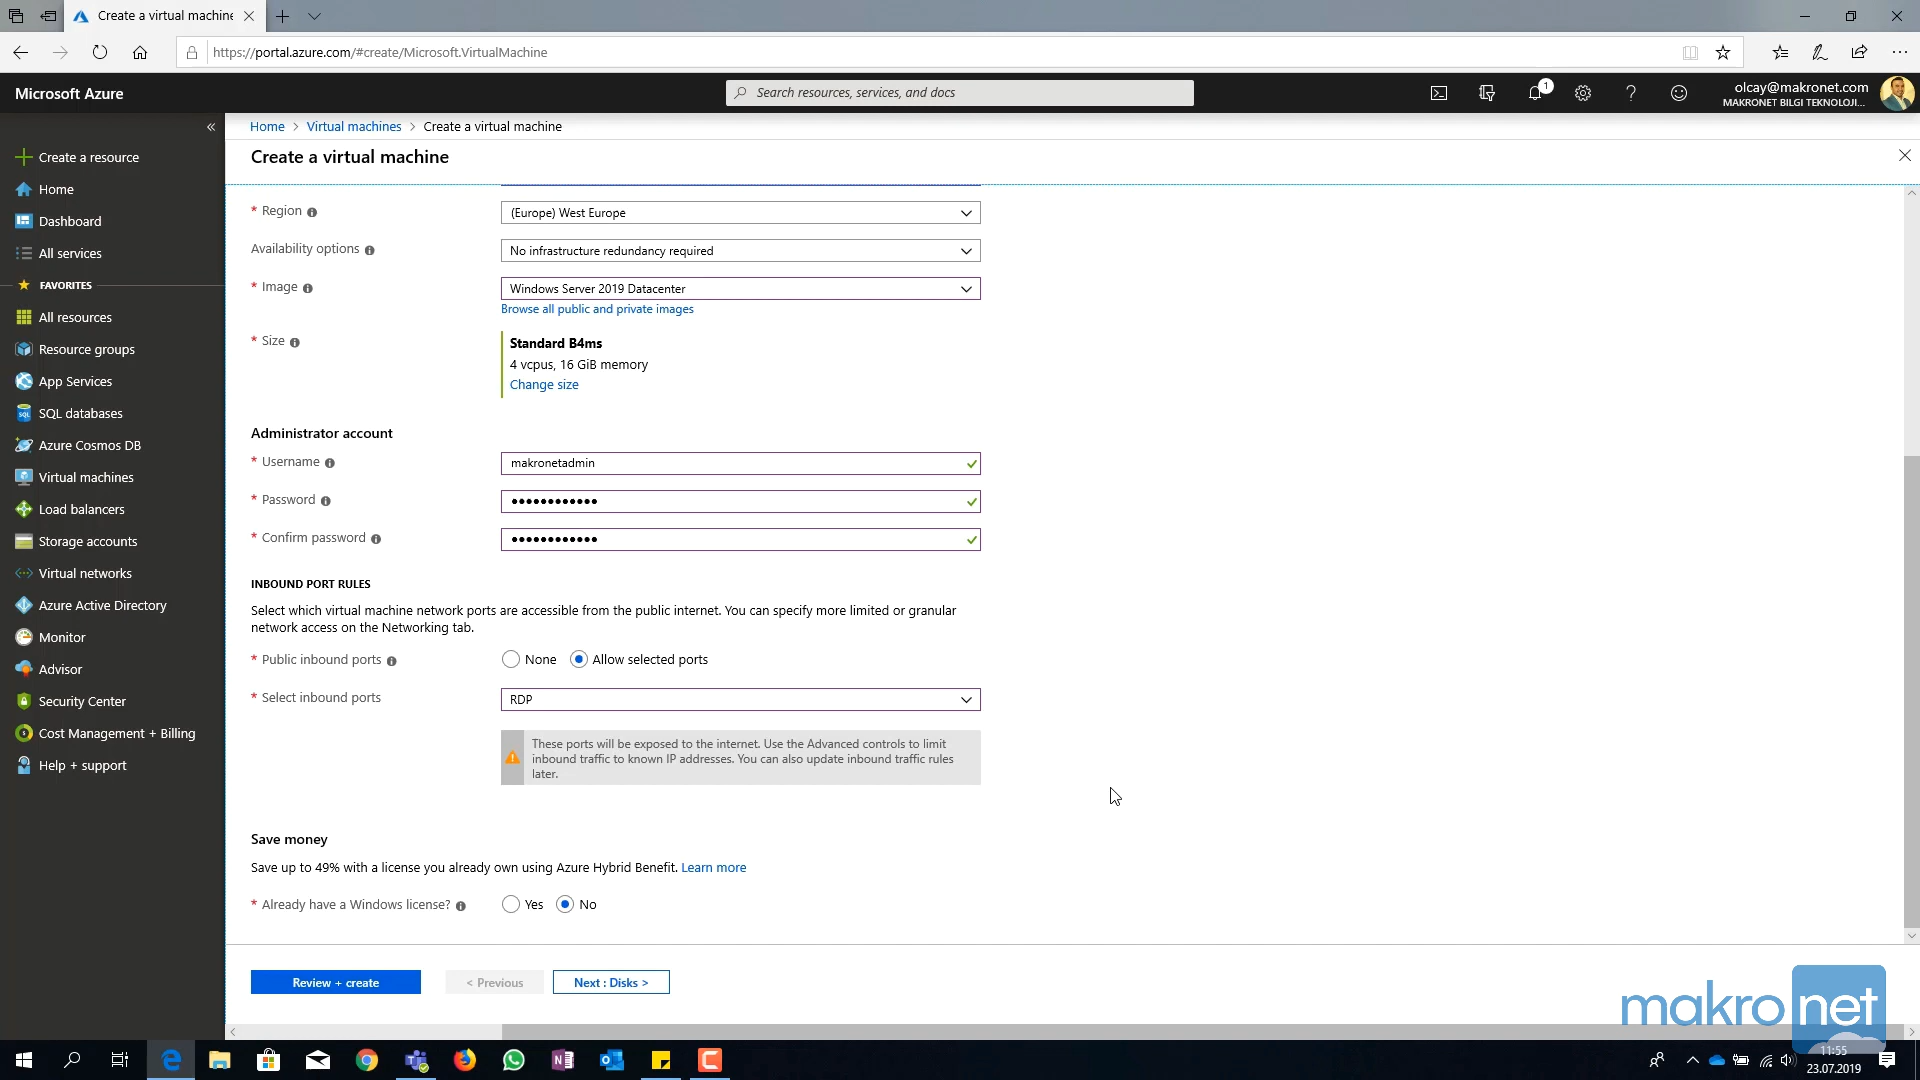 Create a virtual machine
https://portal.azure.com/#create/Microsoft.VirtualMachine
Microsoft Azure
Search resources, services, and docs
1
olcay@makronet.com
MAKRONET BILGI TEKNOLOJI...
Home > Virtual machines > Create a virtual machine
Create a virtual machine
Create a resource
Home
Dashboard
All services
FAVORITES
All resources
Resource groups
App Services
SQL databases
Azure Cosmos DB
Virtual machines
Load balancers
Storage accounts
Virtual networks
Azure Active Directory
Monitor
Advisor
Security Center
Cost Management + Billing
Help + support
* Region
(Europe) West Europe
Availability options
No infrastructure redundancy required
* Image
Windows Server 2019 Datacenter
Browse all public and private images
* Size
Standard B4ms
4 vcpus, 16 GiB memory
Change size
Administrator account
* Username
makronetadmin
* Password
••••••••••••
* Confirm password
••••••••••••
INBOUND PORT RULES
Select which virtual machine network ports are accessible from the public internet. You can specify more limited or granular
network access on the Networking tab.
* Public inbound ports
None
Allow selected ports
* Select inbound ports
RDP
These ports will be exposed to the internet. Use the Advanced controls to limit
inbound traffic to known IP addresses. You can also update inbound traffic rules
later.
Save money
Save up to 49% with a license you already own using Azure Hybrid Benefit. Learn more
* Already have a Windows license?
Yes
No
Review + create
< Previous
Next : Disks >
makronet
11:55
23.07.2019